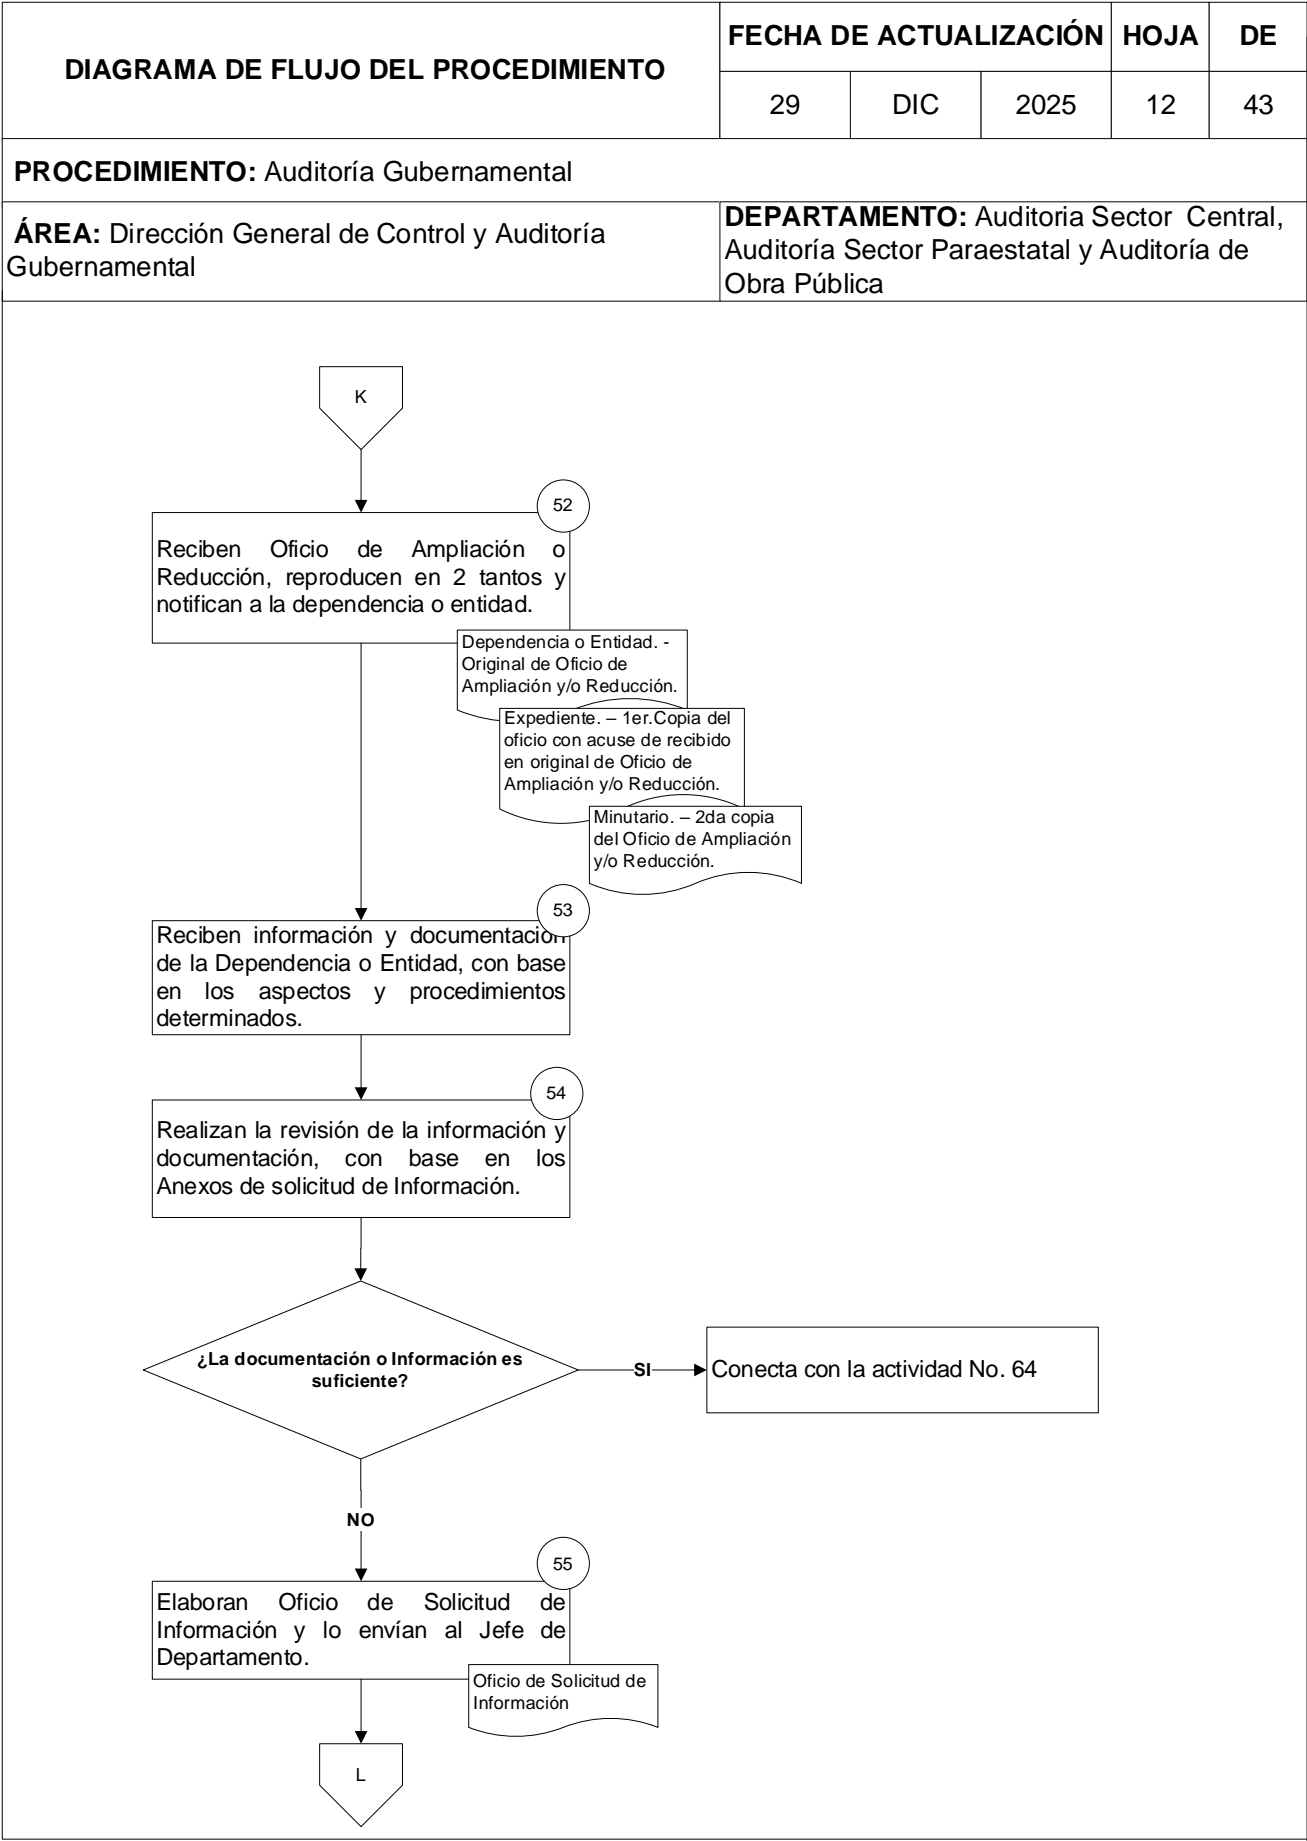 DIAGRAMA DE FLUJO DEL PROCEDIMIENTO
FECHA DE ACTUALIZACIÓN
HOJA
DE
29
DIC
2025
12
43
PROCEDIMIENTO: Auditoría Gubernamental
ÁREA: Dirección General de Control y Auditoría
Gubernamental
DEPARTAMENTO: Auditoria Sector Central,
Auditoría Sector Paraestatal y Auditoría de
Obra Pública
K
52
Reciben Oficio de Ampliación o
Reducción, reproducen en 2 tantos y
notifican a la dependencia o entidad.
Dependencia o Entidad. -
Original de Oficio de
Ampliación y/o Reducción.
Expediente. – 1er.Copia del
oficio con acuse de recibido
en original de Oficio de
Ampliación y/o Reducción.
Minutario. – 2da copia
del Oficio de Ampliación
y/o Reducción.
53
Reciben información y documentación
de la Dependencia o Entidad, con base
en los aspectos y procedimientos
determinados.
54
Realizan la revisión de la información y
documentación, con base en los
Anexos de solicitud de Información.
¿La documentación o Información es
suficiente?
SI
Conecta con la actividad No. 64
NO
55
Elaboran Oficio de Solicitud de
Información y lo envían al Jefe de
Departamento.
Oficio de Solicitud de
Información
L